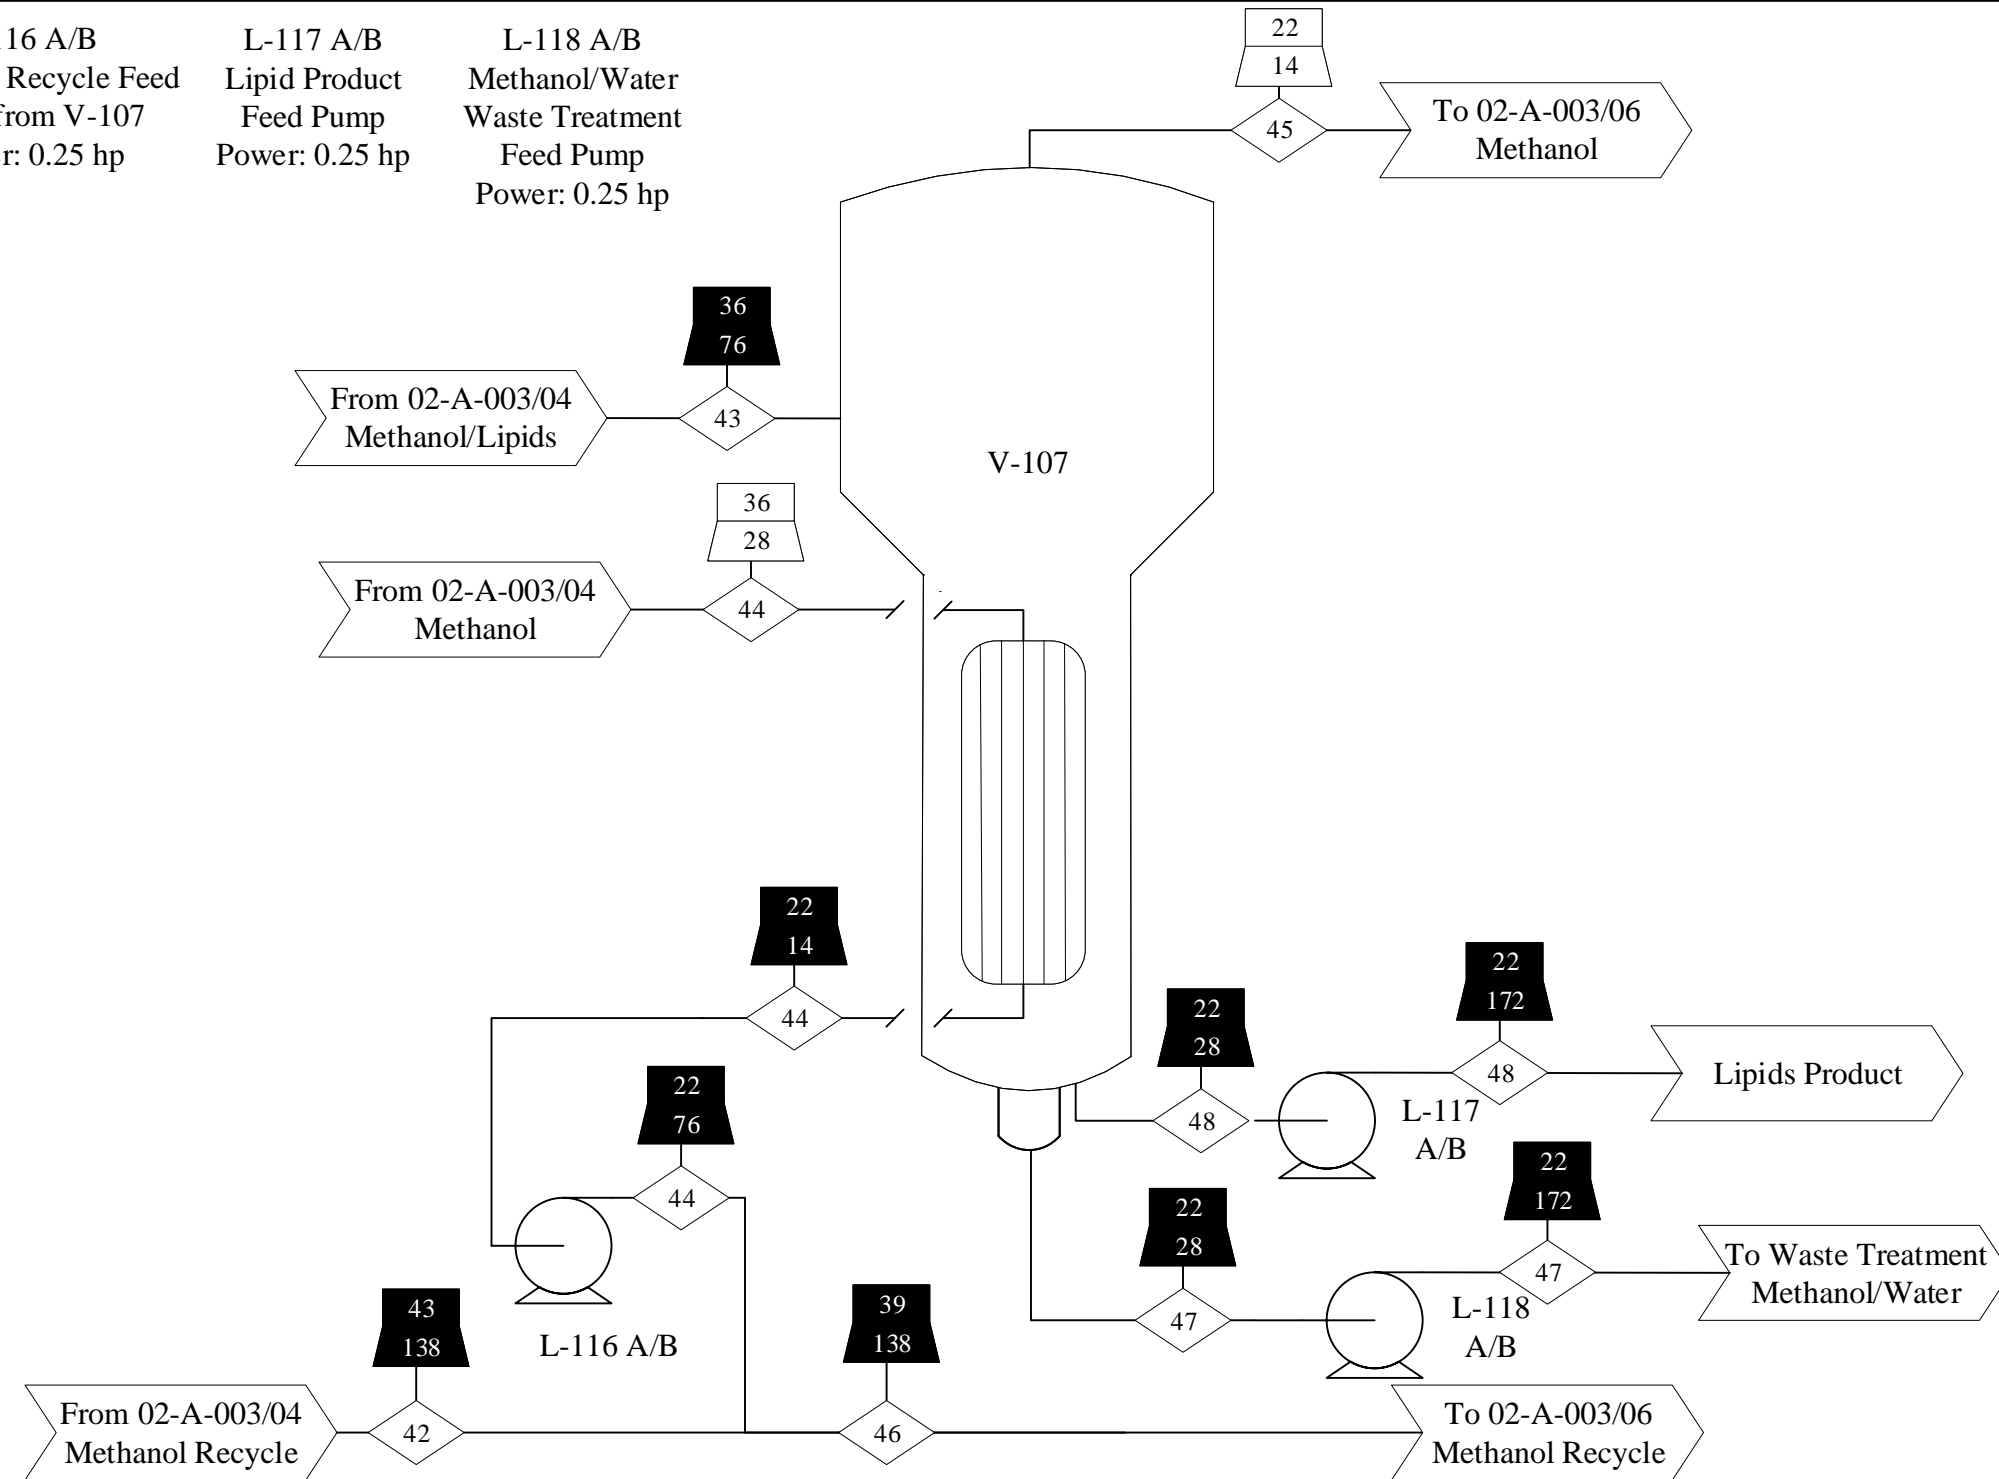 16 A/B
Recycle Feed
from V-107
r: 0.25 hp
L-117 A/B
Lipid Product
Feed Pump
Power: 0.25 hp
L-118 A/B
Methanol/Water
Waste Treatment
Feed Pump
Power: 0.25 hp
22
14
45
To 02-A-003/06
Methanol
36
76
From 02-A-003/04
Methanol/Lipids
43
V-107
36
28
From 02-A-003/04
Methanol
44
22
14
44
22
76
44
L-116 A/B
22
28
48
L-117
A/B
22
172
48
Lipids Product
22
28
47
L-118
A/B
22
172
47
To Waste Treatment
Methanol/Water
43
138
From 02-A-003/04
Methanol Recycle
42
39
138
46
To 02-A-003/06
Methanol Recycle